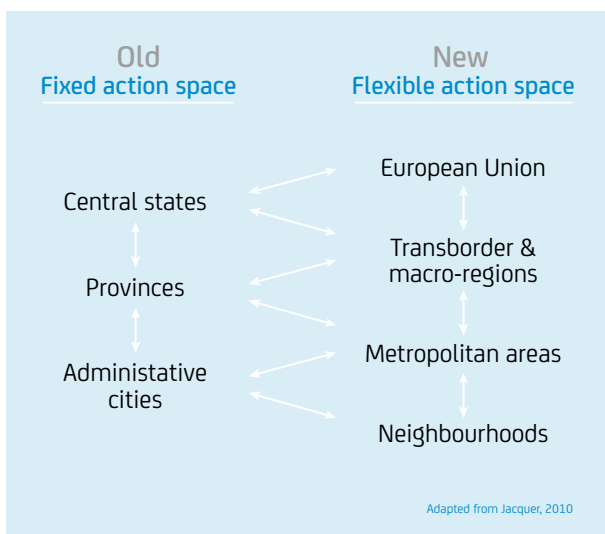 Old
Fixed action space
New
Flexible action space
Central states
Provinces
Administative
cities
European Union
Transborder &
macro-regions
Metropolitan areas
Neighbourhoods
Adapted from Jacquer, 2010